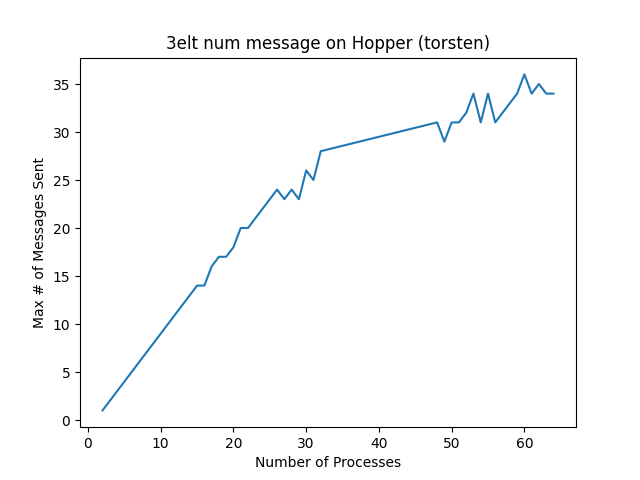 3elt num message on Hopper (torsten)
Max # of Messages Sent
35
30
25
20
15
10
5
0
0 10 20 30 40 50 60
Number of Processes